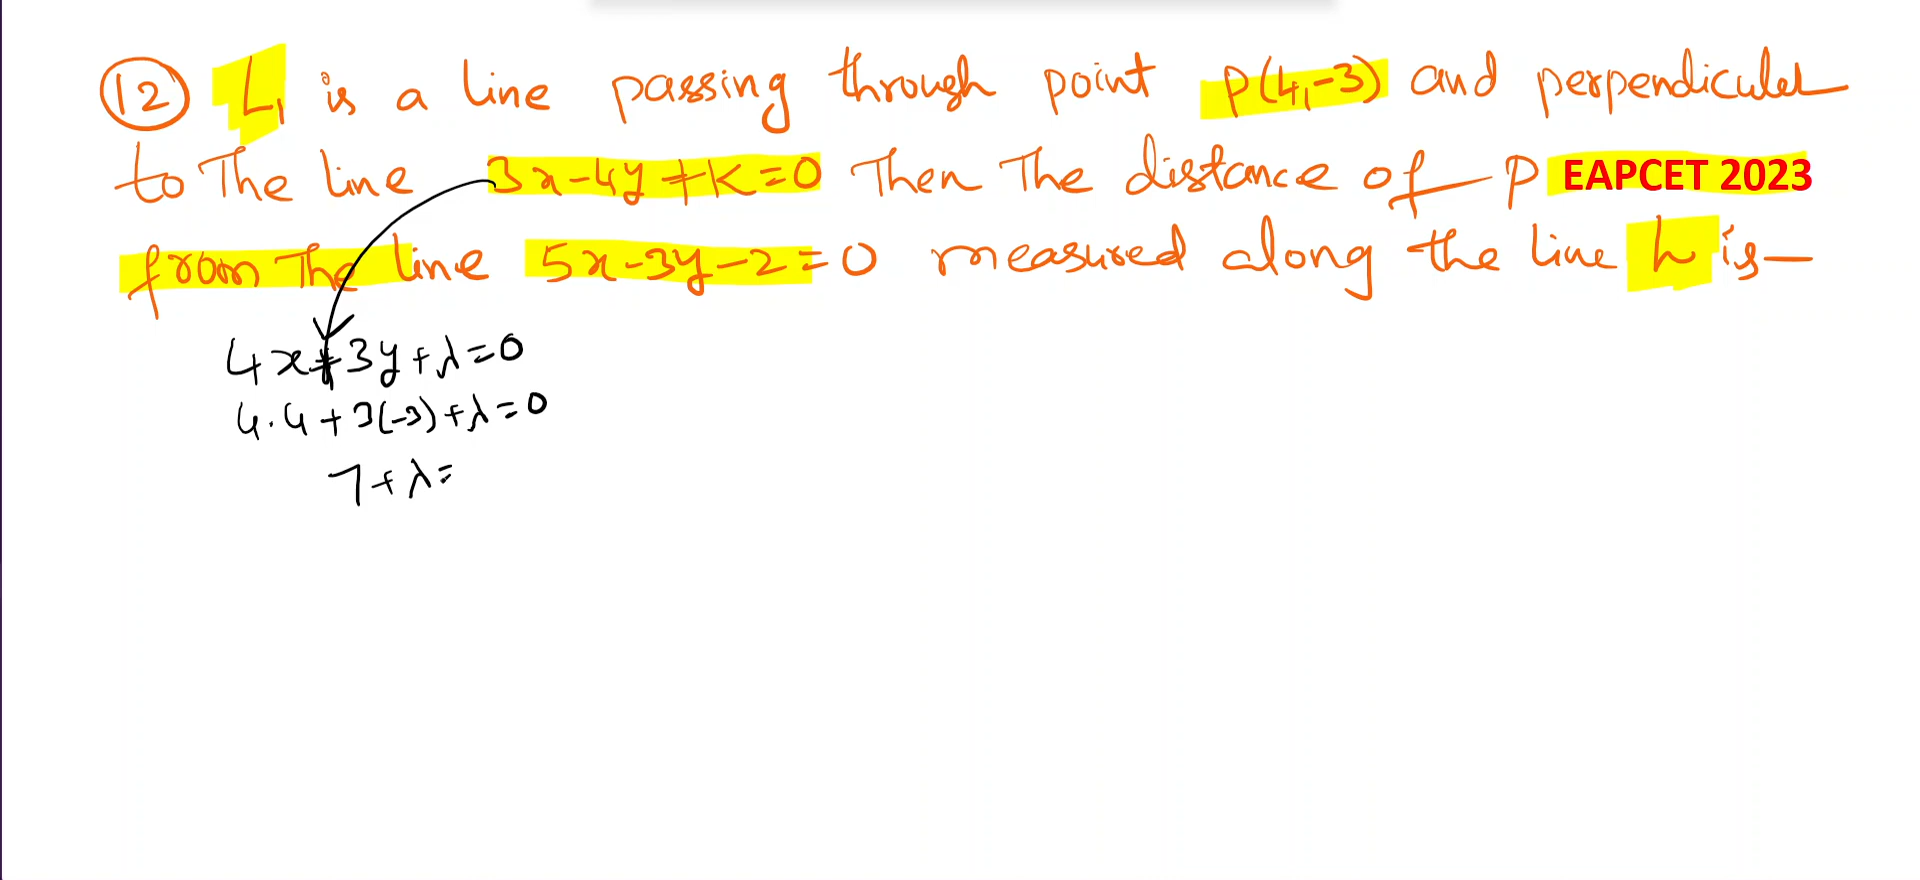 12 L1 is a line passing through point P(4,-3) and perpendicular
to The line 3x-4y+K=0 Then The distance of P EAPCET 2023
from The line 5x-3y-2=0 measured along the line L is—
4x+3y+λ=0
4.4+3(-3)+λ=0
7+λ=